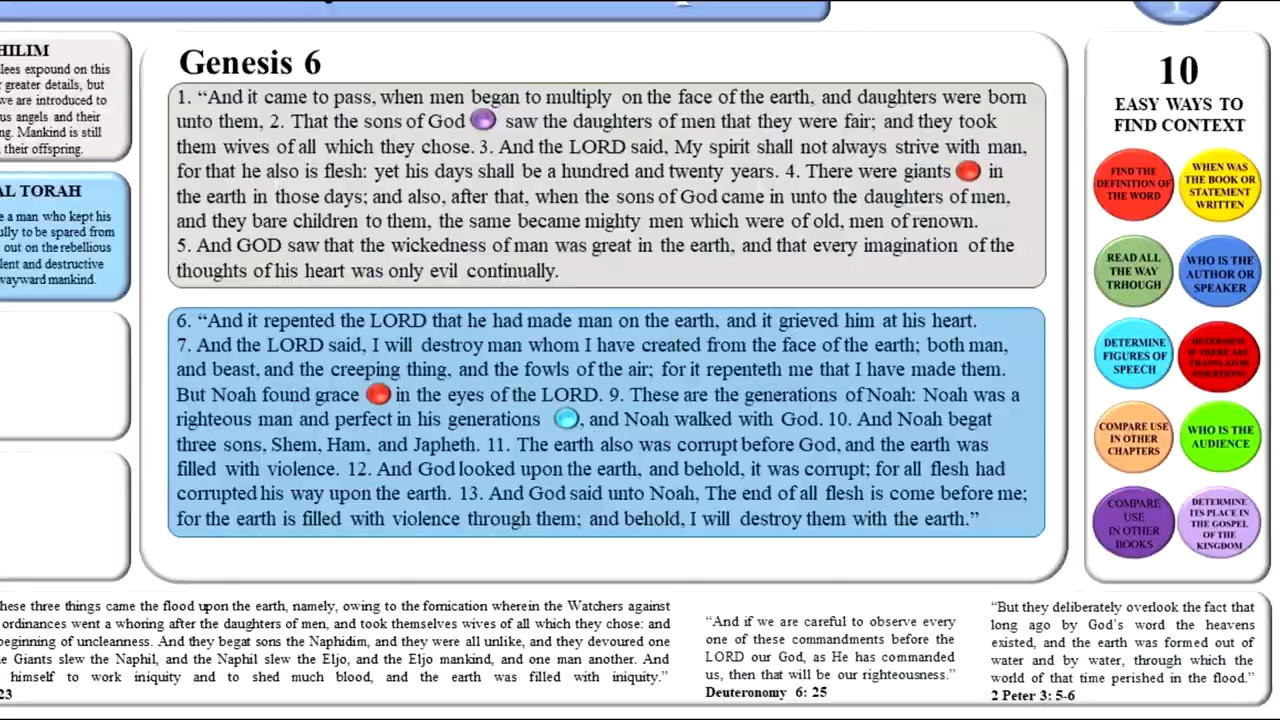 HILIM
lees expound on this
greater details, but
we are introduced to
us angels and their
ng. Mankind is still
their offspring.
AL TORAH
e a man who kept his
ully to be spared from
out on the rebellious
lent and destructive
wayward mankind.
Genesis 6
1. “And it came to pass, when men began to multiply on the face of the earth, and daughters were born
unto them, 2. That the sons of God saw the daughters of men that they were fair; and they took
them wives of all which they chose. 3. And the LORD said, My spirit shall not always strive with man,
for that he also is flesh: yet his days shall be a hundred and twenty years. 4. There were giants in
the earth in those days; and also after that, when the sons of God came in unto the daughters of men,
and they bare children to them, the same became mighty men which were of old, men of renown.
5. And GOD saw that the wickedness of man was great in the earth, and that every imagination of the
thoughts of his heart was only evil continually.
6. “And it repented the LORD that he had made man on the earth, and it grieved him at his heart.
7. And the LORD said, I will destroy man whom I have created from the face of the earth; both man,
and beast, and the creeping thing, and the fowls of the air; for it repenteth me that I have made them.
But Noah found grace in the eyes of the LORD. 9. These are the generations of Noah: Noah was a
righteous man and perfect in his generations , and Noah walked with God. 10. And Noah begat
three sons, Shem, Ham, and Japheth. 11. The earth also was corrupt before God, and the earth was
filled with violence. 12. And God looked upon the earth, and behold, it was corrupt; for all flesh had
corrupted his way upon the earth. 13. And God said unto Noah, The end of all flesh is come before me;
for the earth is filled with violence through them; and behold, I will destroy them with the earth.”
10
EASY WAYS TO
FIND CONTEXT
FIND THE
DEFINITION OF
THE WORD
WHEN WAS
THE BOOK OR
STATEMENT
WRITTEN
READ ALL
THE WAY
TRHOUGH
WHO IS THE
AUTHOR OR
SPEAKER
DETERMINE
FIGURES OF
SPEECH
DETERMINE
IF THERE ARE
TRANSLATOR
INSERTIONS
COMPARE USE
IN OTHER
CHAPTERS
WHO IS THE
AUDIENCE
COMPARE
USE
IN OTHER
BOOKS
DETERMINE
ITS PLACE IN
THE GOSPEL
OF THE
KINGDOM
hese three things came the flood upon the earth, namely, owing to the fornication wherein the Watchers against
ordinances went a whoring after the daughters of men, and took themselves wives of all which they chose: and
beginning of uncleanness. And they begat sons the Naphidim, and they were all unlike, and they devoured one
e Giants slew the Naphil, and the Naphil slew the Eljo, and the Eljo mankind, and one man another. And
himself to work iniquity and to shed much blood, and the earth was filled with iniquity.”
23
“And if we are careful to observe every
one of these commandments before the
LORD our God, as He has commanded
us, then that will be our righteousness.”
Deuteronomy 6: 25
“But they deliberately overlook the fact that
long ago by God’s word the heavens
existed, and the earth was formed out of
water and by water, through which the
world of that time perished in the flood.”
2 Peter 3: 5-6